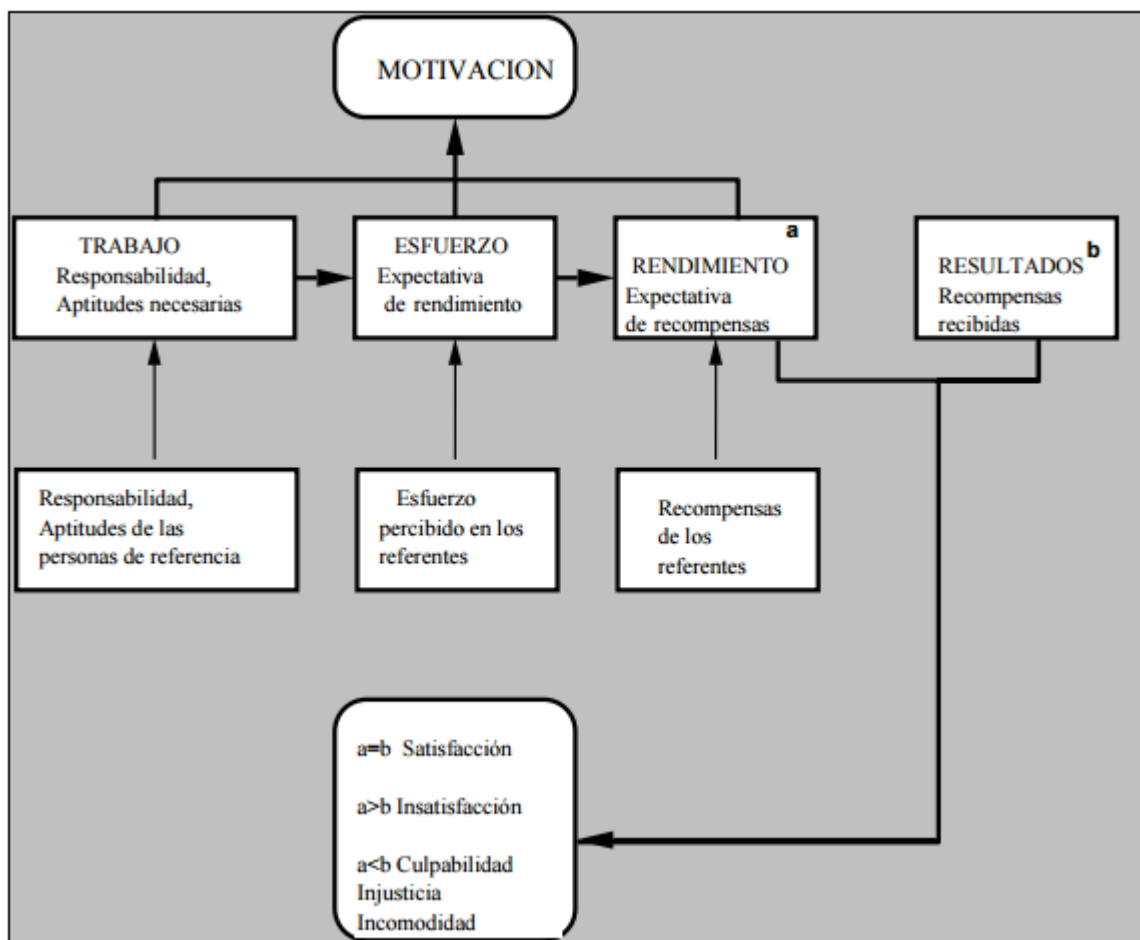 MOTIVACION
TRABAJO
Responsabilidad,
Aptitudes necesarias
ESFUERZO
Expectativa
de rendimiento
a
RENDIMIENTO
Expectativa
de recompensas
RESULTADOS b
Recompensas
recibidas
Responsabilidad,
Aptitudes de las
personas de referencia
Esfuerzo
percibido en los
referentes
Recompensas
de los
referentes
a=b Satisfacción
a>b Insatisfacción
a<b Culpabilidad
Injusticia
Incomodidad